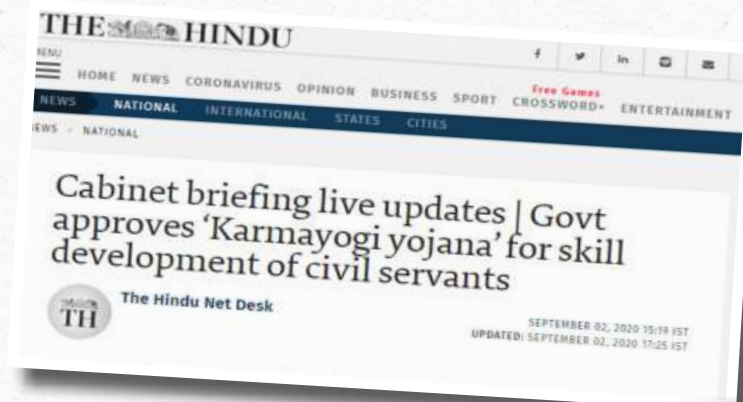 THE HINDU
MENU
HOME NEWS CORONAVIRUS OPINION BUSINESS SPORT Free Games CROSSWORD+ ENTERTAINMENT
NEWS NATIONAL INTERNATIONAL STATES CITIES
NEWS NATIONAL
Cabinet briefing live updates | Govt
approves ‘Karmayogi yojana’ for skill
development of civil servants
TH The Hindu Net Desk
SEPTEMBER 02, 2020 15:19 IST
UPDATED: SEPTEMBER 02, 2020 17:25 IST